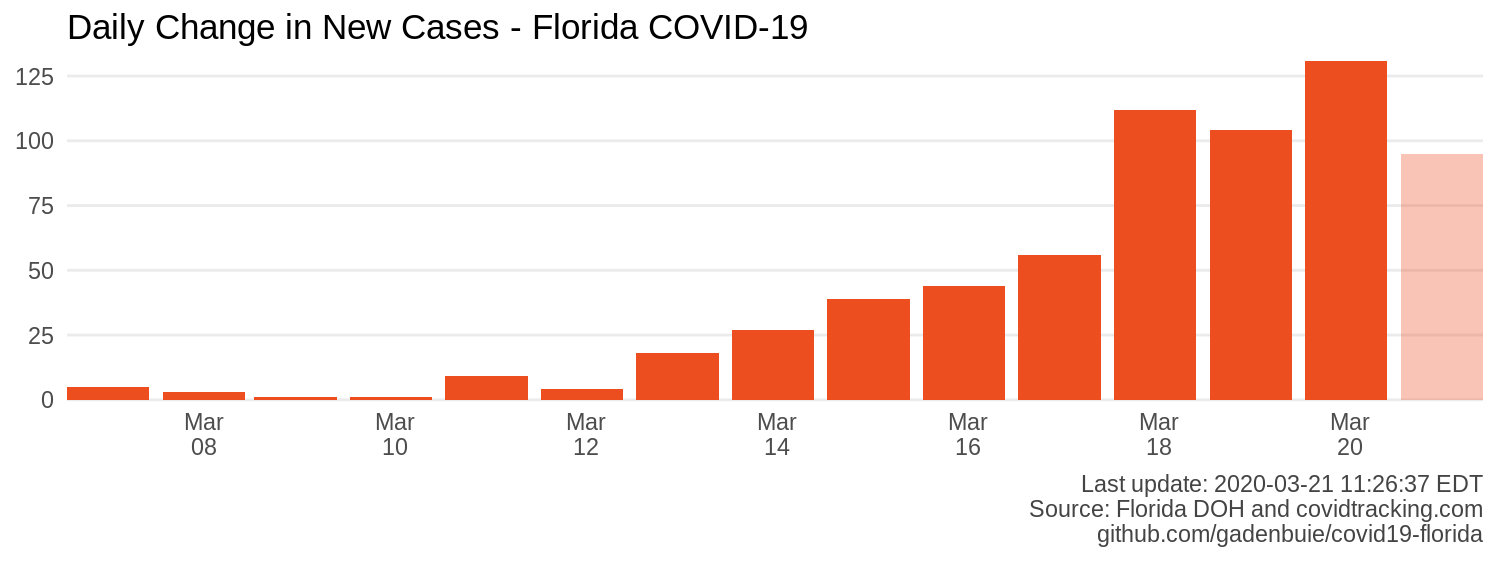 Daily Change in New Cases - Florida COVID-19
125
100
75
50
25
0
Mar
08
Mar
10
Mar
12
Mar
14
Mar
16
Mar
18
Mar
20
Last update: 2020-03-21 11:26:37 EDT
Source: Florida DOH and covidtracking.com
github.com/gadenbuie/covid19-florida